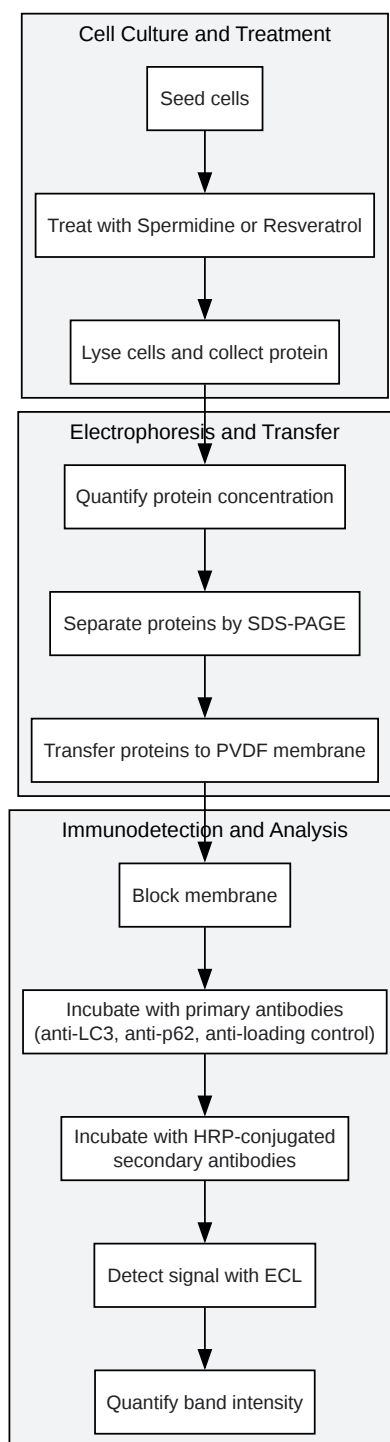 Cell Culture and Treatment
Seed cells
Treat with Spermidine or Resveratrol
Lyse cells and collect protein
Electrophoresis and Transfer
Quantify protein concentration
Separate proteins by SDS-PAGE
Transfer proteins to PVDF membrane
Immunodetection and Analysis
Block membrane
Incubate with primary antibodies
(anti-LC3, anti-p62, anti-loading control)
Incubate with HRP-conjugated
secondary antibodies
Detect signal with ECL
Quantify band intensity